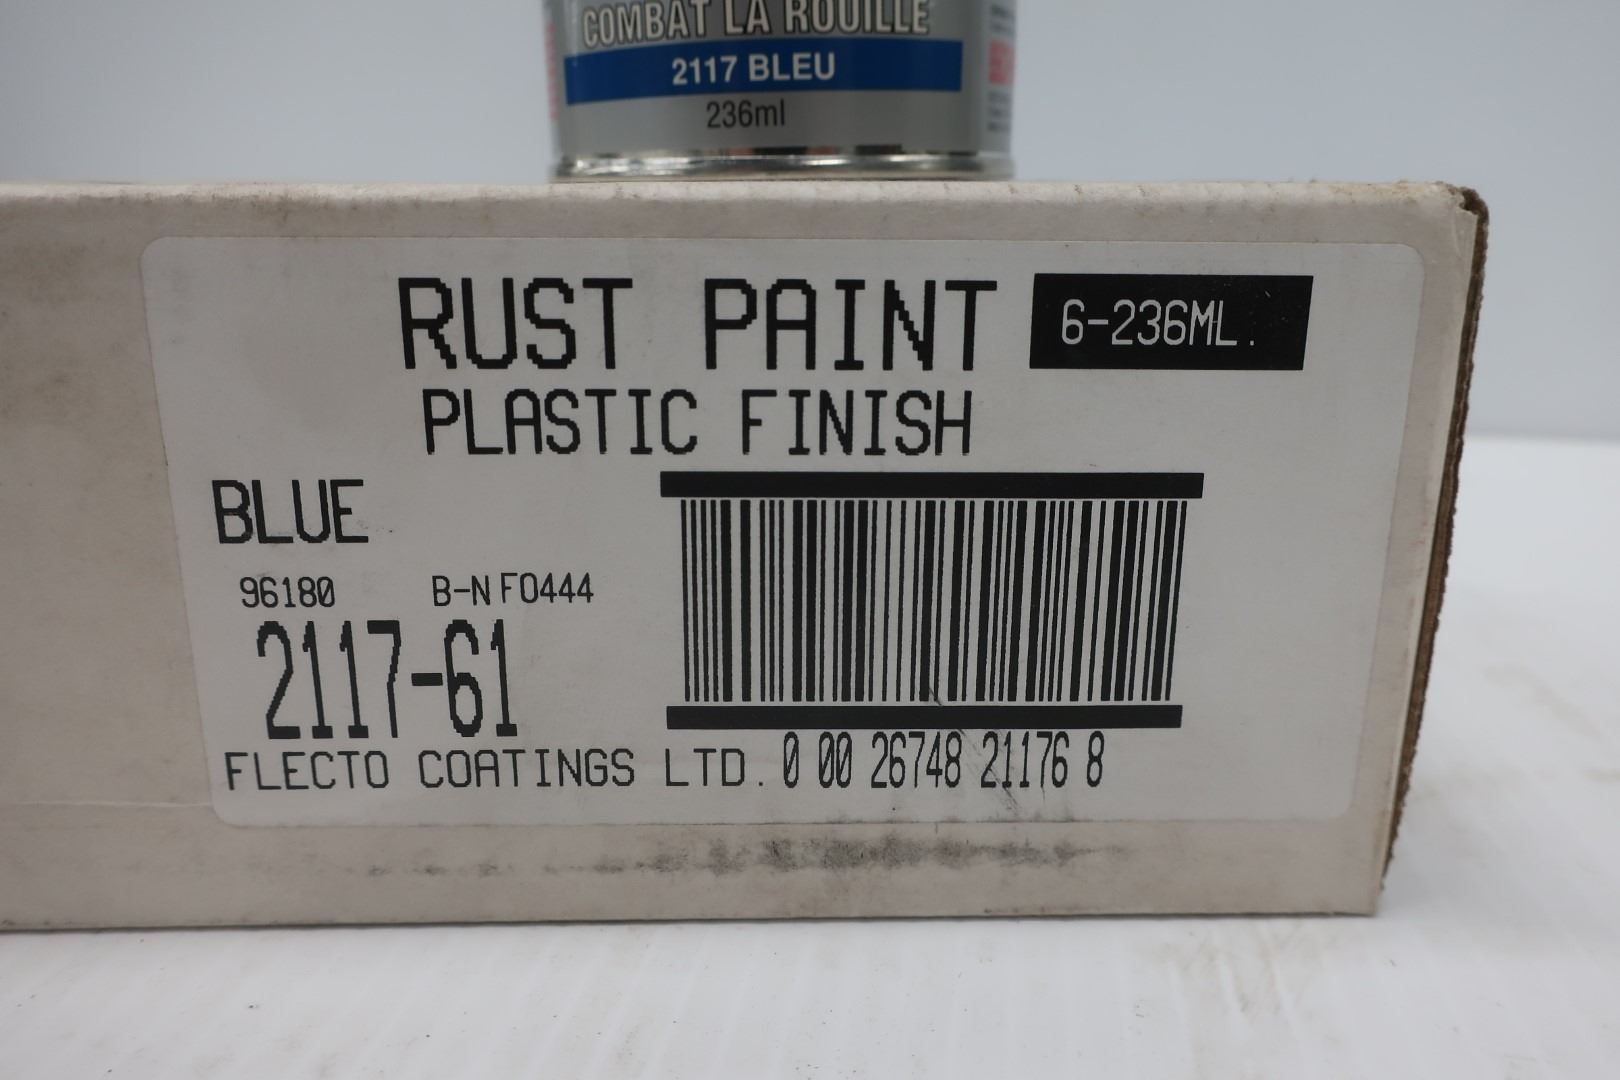 COMBAT LA ROUILLE
2117 BLEU
236ml
RUST PAINT 6-236ML.
PLASTIC FINISH
BLUE
96180 B-N F0444
2117-61
FLECTO COATINGS LTD. 0 00 26748 21176 8